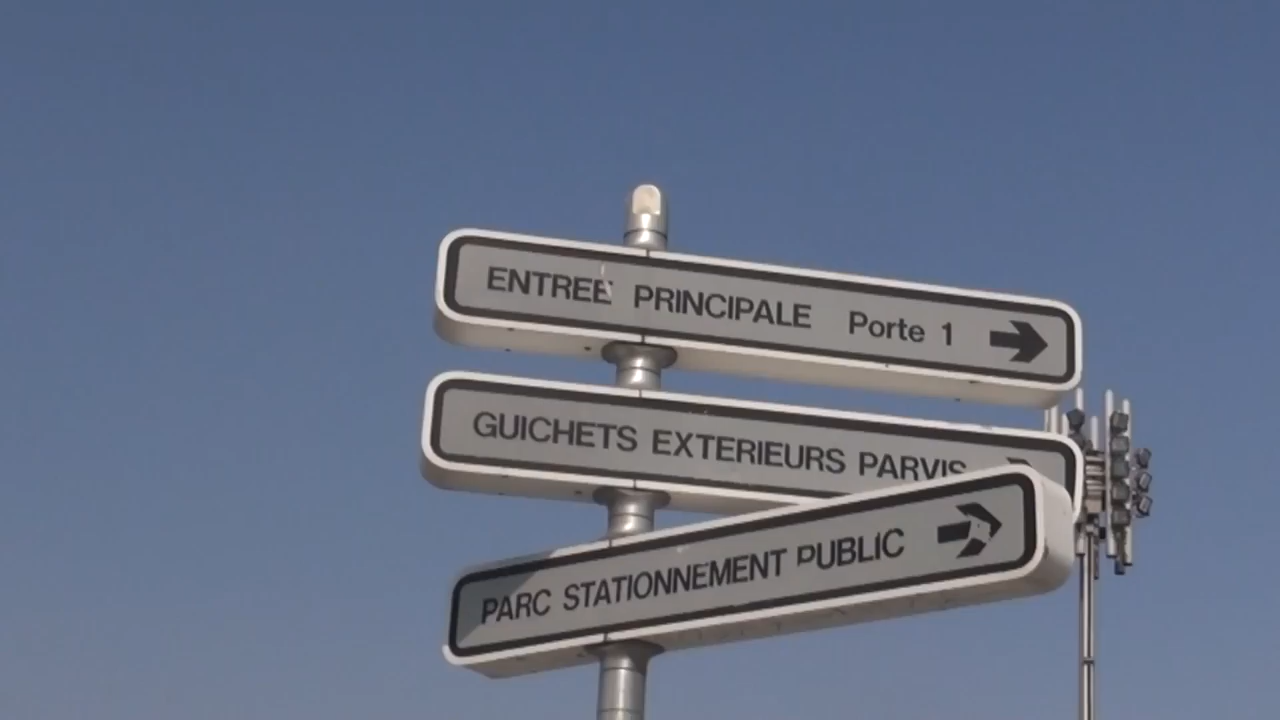 ENTREE PRINCIPALE Porte 1
GUICHETS EXTERIEURS PARVIS
PARC STATIONNEMENT PUBLIC